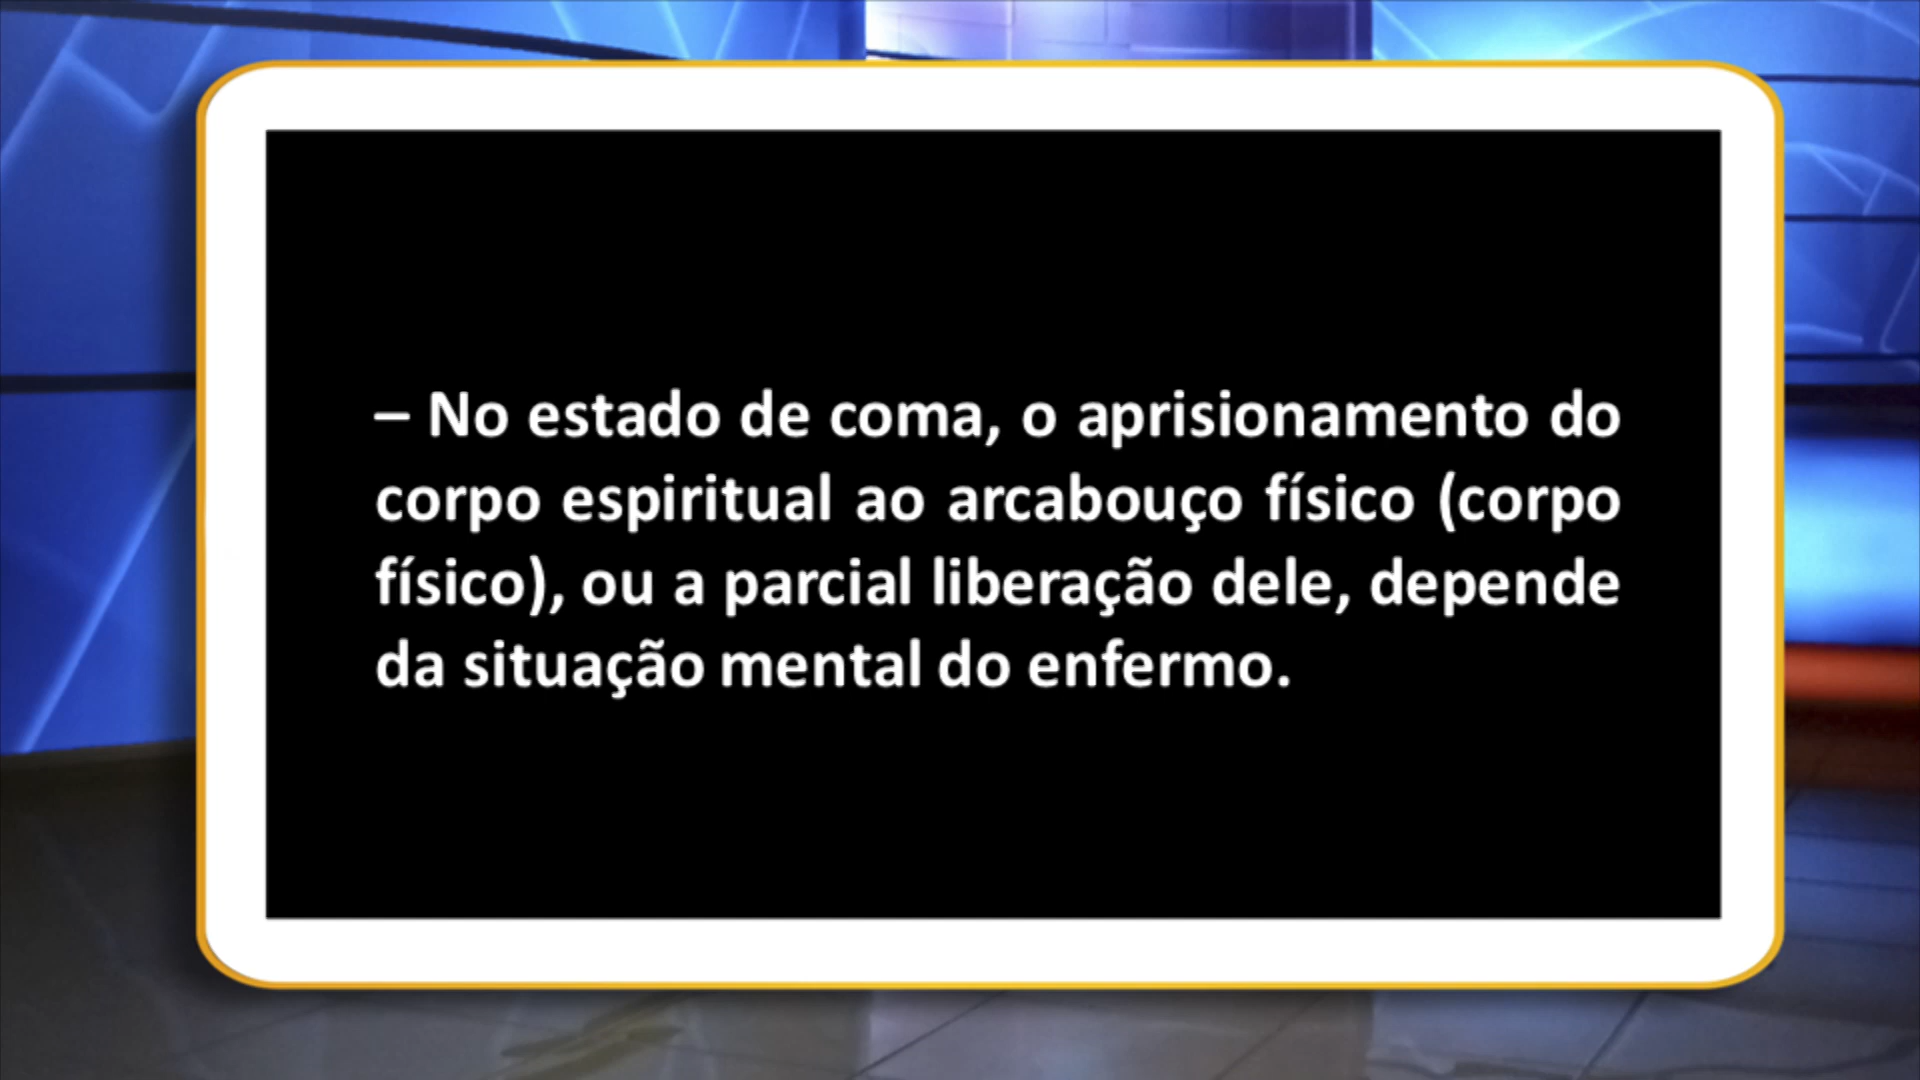 – No estado de coma, o aprisionamento do
corpo espiritual ao arcabouço físico (corpo
físico), ou a parcial liberação dele, depende
da situação mental do enfermo.